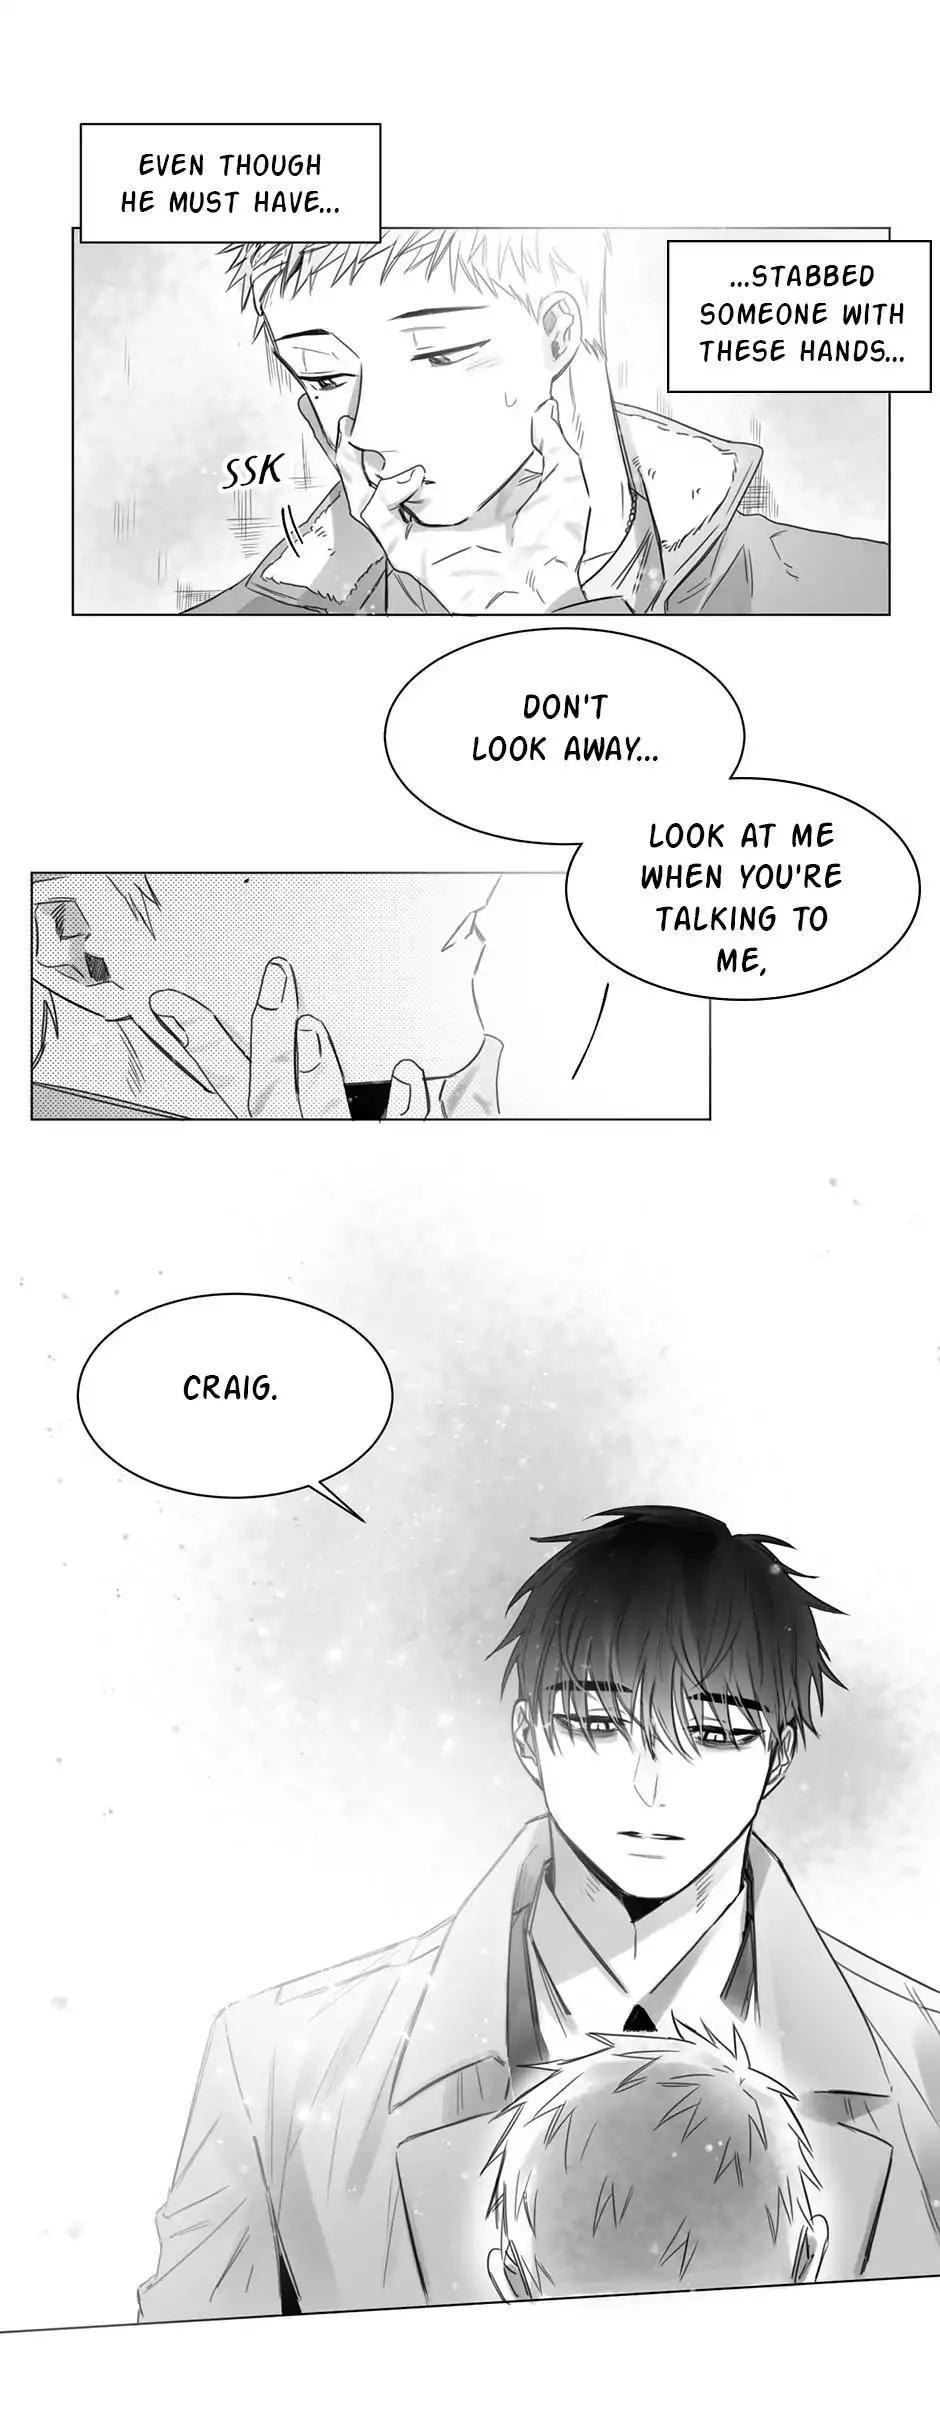 EVEN THOUGH
HE MUST HAVE...
...STABBED
SOMEONE WITH
THESE HANDS...
SSK
DON'T
LOOK AWAY...
LOOK AT ME
WHEN YOU'RE
TALKING TO
ME,
CRAIG.